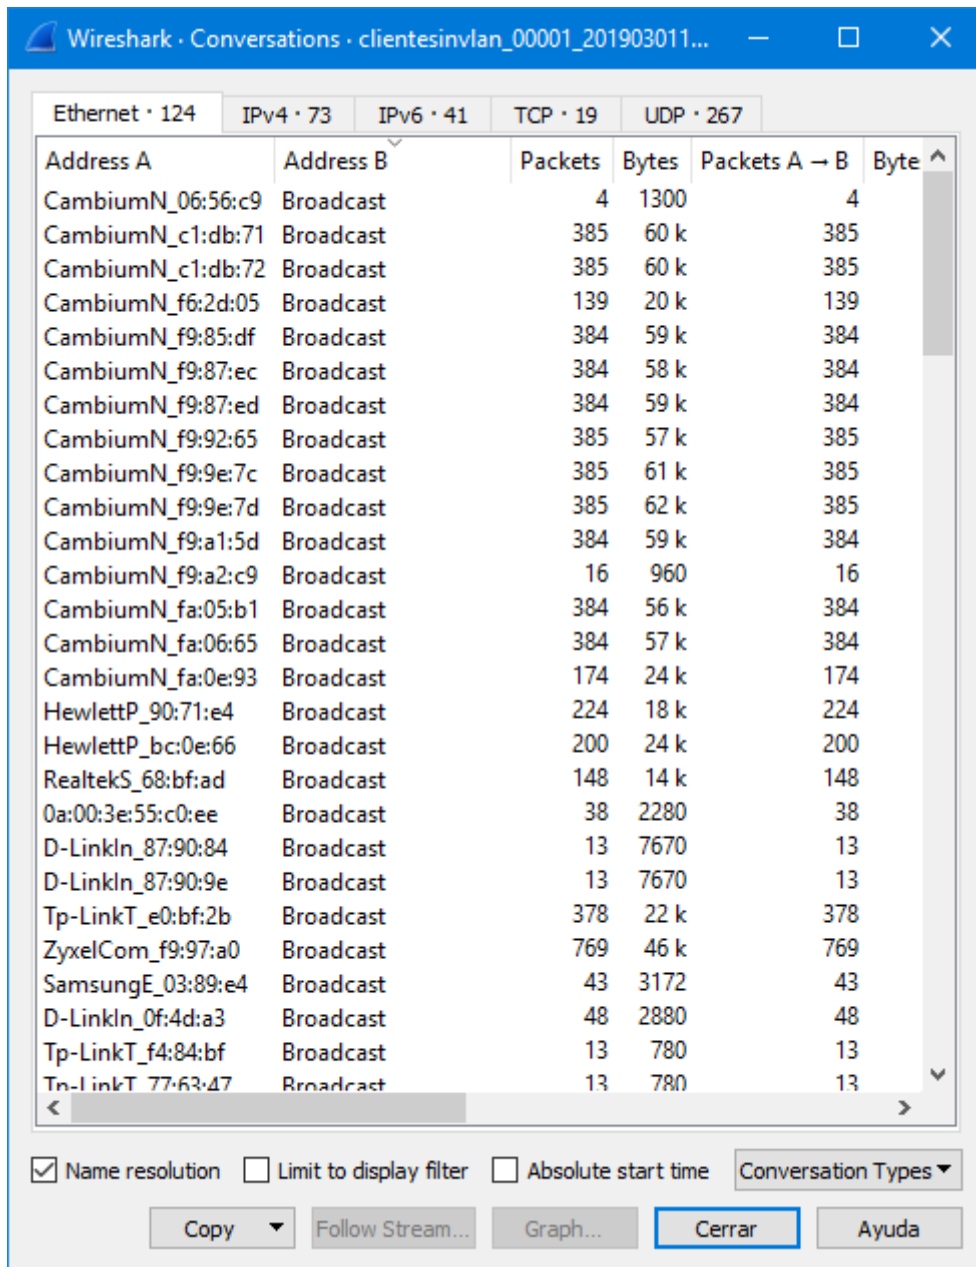 Wireshark · Conversations · clientesinvlan_00001_201903011...
Ethernet · 124 IPv4 · 73 IPv6 · 41 TCP · 19 UDP · 267
Address A Address B Packets Bytes Packets A → B Byte
CambiumN_06:56:c9 Broadcast 4 1300 4
CambiumN_c1:db:71 Broadcast 385 60 k 385
CambiumN_c1:db:72 Broadcast 385 60 k 385
CambiumN_f6:2d:05 Broadcast 139 20 k 139
CambiumN_f9:85:df Broadcast 384 59 k 384
CambiumN_f9:87:ec Broadcast 384 58 k 384
CambiumN_f9:87:ed Broadcast 384 59 k 384
CambiumN_f9:92:65 Broadcast 385 57 k 385
CambiumN_f9:9e:7c Broadcast 385 61 k 385
CambiumN_f9:9e:7d Broadcast 385 62 k 385
CambiumN_f9:a1:5d Broadcast 384 59 k 384
CambiumN_f9:a2:c9 Broadcast 16 960 16
CambiumN_fa:05:b1 Broadcast 384 56 k 384
CambiumN_fa:06:65 Broadcast 384 57 k 384
CambiumN_fa:0e:93 Broadcast 174 24 k 174
HewlettP_90:71:e4 Broadcast 224 18 k 224
HewlettP_bc:0e:66 Broadcast 200 24 k 200
RealtekS_68:bf:ad Broadcast 148 14 k 148
0a:00:3e:55:c0:ee Broadcast 38 2280 38
D-LinkIn_87:90:84 Broadcast 13 7670 13
D-LinkIn_87:90:9e Broadcast 13 7670 13
Tp-LinkT_e0:bf:2b Broadcast 378 22 k 378
ZyxelCom_f9:97:a0 Broadcast 769 46 k 769
SamsungE_03:89:e4 Broadcast 43 3172 43
D-LinkIn_0f:4d:a3 Broadcast 48 2880 48
Tp-LinkT_f4:84:bf Broadcast 13 780 13
Tp-LinkT_77:63:47 Broadcast 13 780 13
Name resolution Limit to display filter Absolute start time Conversation Types
Copy Follow Stream... Graph... Cerrar Ayuda